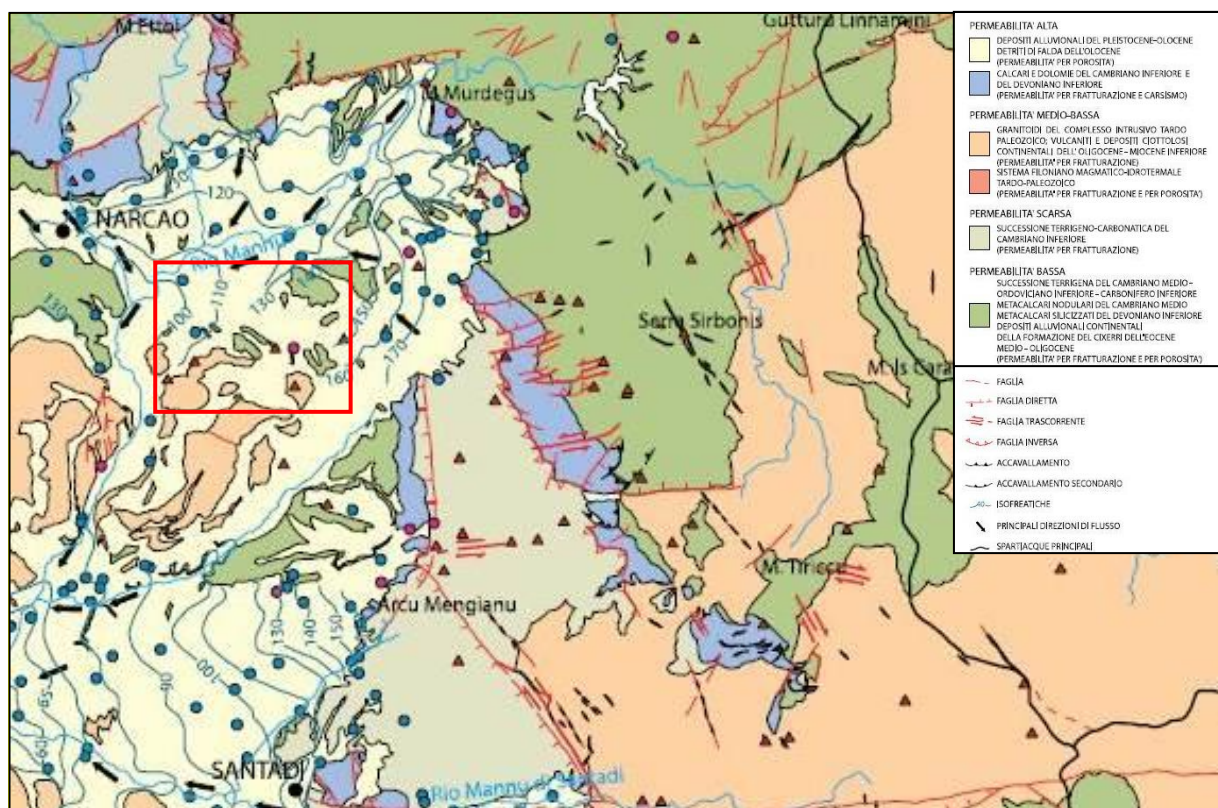 M. Ettoi
Guttura Linnamini
M. Murdegus
NARCAO
120
Rio Mannu
110
130
100
130
150
160
170
Serra Sirbonis
M. Is Cara
M. Tiriccu
Arcu Mengianu
130
140
150
100
90
60
SANTADI
Rio Mannu di Santadi
PERMEABILITA' ALTA
DEPOSITI ALLUVIONALI DEL PLEISTOCENE-OLOCENE
DETRITI DI FALDA DELL'OLOCENE
(PERMEABILITA' PER POROSITA')
CALCARI E DOLOMIE DEL CAMBRIANO INFERIORE E
DEL DEVONIANO INFERIORE
(PERMEABILITA' PER FRATTURAZIONE E CARSISMO)
PERMEABILITA' MEDIO-BASSA
GRANITOIDI DEL COMPLESSO INTRUSIVO TARDO
PALEOZOICO; VULCANITI E DEPOSITI CIOTTOLOSI
CONTINENTALI DELL' OLIGOCENE-MIOCENE INFERIORE
(PERMEABILITA' PER FRATTURAZIONE)
SISTEMA FILONIANO MAGMATICO-IDROTERMALE
TARDO-PALEOZOICO
(PERMEABILITA' PER FRATTURAZIONE E PER POROSITA')
PERMEABILITA' SCARSA
SUCCESSIONE TERRIGENO-CARBONATICA DEL
CAMBRIANO INFERIORE
(PERMEABILITA' PER FRATTURAZIONE)
PERMEABILITA' BASSA
SUCCESSIONE TERRIGENA DEL CAMBRIANO MEDIO-
ORDOVICIANO INFERIORE-CARBONIFERO INFERIORE
METACALCARI NODULARI DEL CAMBRIANO MEDIO
METACALCARI SILICIZZATI DEL DEVONIANO INFERIORE
DEPOSITI ALLUVIONALI CONTINENTALI
DELLA FORMAZIONE DEL CIXERRI DELL'EOCENE
MEDIO-OLIGOCENE
(PERMEABILITA' PER FRATTURAZIONE E PER POROSITA')
FAGLIA
FAGLIA DIRETTA
FAGLIA TRASCORRENTE
FAGLIA INVERSA
ACCAVALLAMENTO
ACCAVALLAMENTO SECONDARIO
ISOFREATICHE
PRINCIPALI DIREZIONI DI FLUSSO
SPARTIACQUE PRINCIPALI